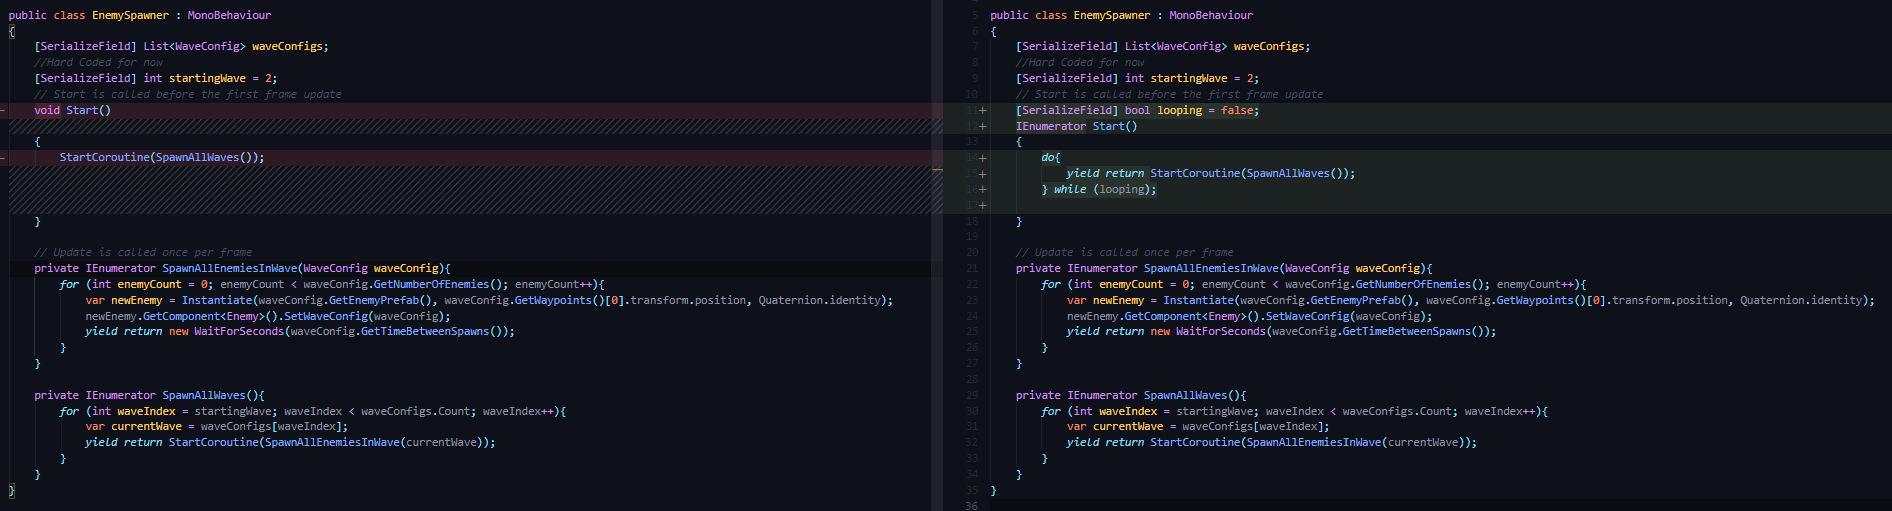 public class EnemySpawner : MonoBehaviour
{
[SerializeField] List<WaveConfig> waveConfigs;
//Hard Coded for now
[SerializeField] int startingWave = 2;
// Start is called before the first frame update
void Start()
{
StartCoroutine(SpawnAllWaves());
}
// Update is called once per frame
private IEnumerator SpawnAllEnemiesInWave(WaveConfig waveConfig){
for (int enemyCount = 0; enemyCount < waveConfig.GetNumberOfEnemies(); enemyCount++){
var newEnemy = Instantiate(waveConfig.GetEnemyPrefab(), waveConfig.GetWaypoints()[0].transform.position, Quaternion.identity);
newEnemy.GetComponent<Enemy>().SetWaveConfig(waveConfig);
yield return new WaitForSeconds(waveConfig.GetTimeBetweenSpawns());
}
}
private IEnumerator SpawnAllWaves(){
for (int waveIndex = startingWave; waveIndex < waveConfigs.Count; waveIndex++){
var currentWave = waveConfigs[waveIndex];
yield return StartCoroutine(SpawnAllEnemiesInWave(currentWave));
}
}
}
5 public class EnemySpawner : MonoBehaviour
6 {
7 [SerializeField] List<WaveConfig> waveConfigs;
8 //Hard Coded for now
9 [SerializeField] int startingWave = 2;
10 // Start is called before the first frame update
11+ [SerializeField] bool looping = false;
12+ IEnumerator Start()
13 {
14+ do{
15+ yield return StartCoroutine(SpawnAllWaves());
16+ } while (looping);
17+
18 }
19
20 // Update is called once per frame
21 private IEnumerator SpawnAllEnemiesInWave(WaveConfig waveConfig){
22 for (int enemyCount = 0; enemyCount < waveConfig.GetNumberOfEnemies(); enemyCount++){
23 var newEnemy = Instantiate(waveConfig.GetEnemyPrefab(), waveConfig.GetWaypoints()[0].transform.position, Quaternion.identity);
24 newEnemy.GetComponent<Enemy>().SetWaveConfig(waveConfig);
25 yield return new WaitForSeconds(waveConfig.GetTimeBetweenSpawns());
26 }
27 }
28
29 private IEnumerator SpawnAllWaves(){
30 for (int waveIndex = startingWave; waveIndex < waveConfigs.Count; waveIndex++){
31 var currentWave = waveConfigs[waveIndex];
32 yield return StartCoroutine(SpawnAllEnemiesInWave(currentWave));
33 }
34 }
35 }
36